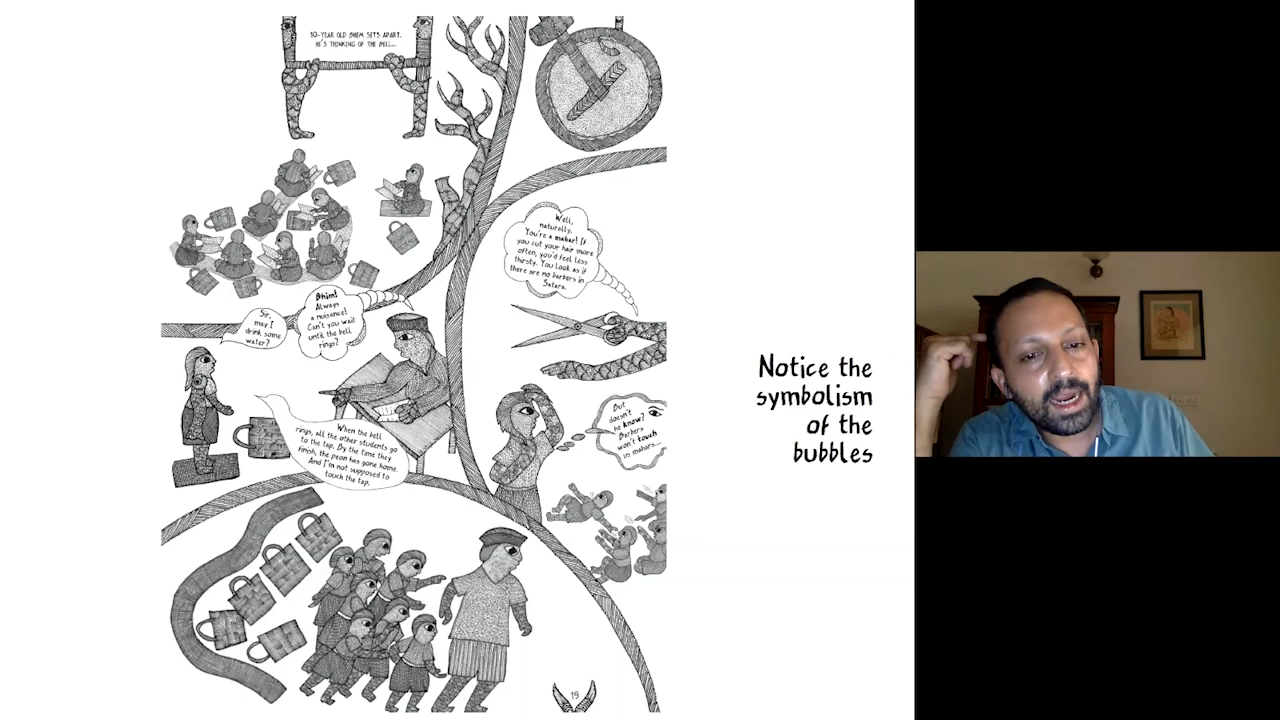 10-YEAR OLD BHIM SITS APART.
HE'S THINKING OF THE BELL...
Sir,
may I
drink some
water?
Bhim!
Always
a nuisance!
Can't you wait
until the bell
rings?
When the bell
rings, all the other students go
to the tap. By the time they
finish, the peon has gone home.
And I'm not supposed to
touch the tap.
Well,
naturally.
You're a mahar! If
you cut your hair more
often, you'd feel less
thirsty. You look as if
there are no barbers in
Satara.
But
doesn't
he know?
Barbers
won't touch
us mahars...
19
Notice the
symbolism
of the
bubbles